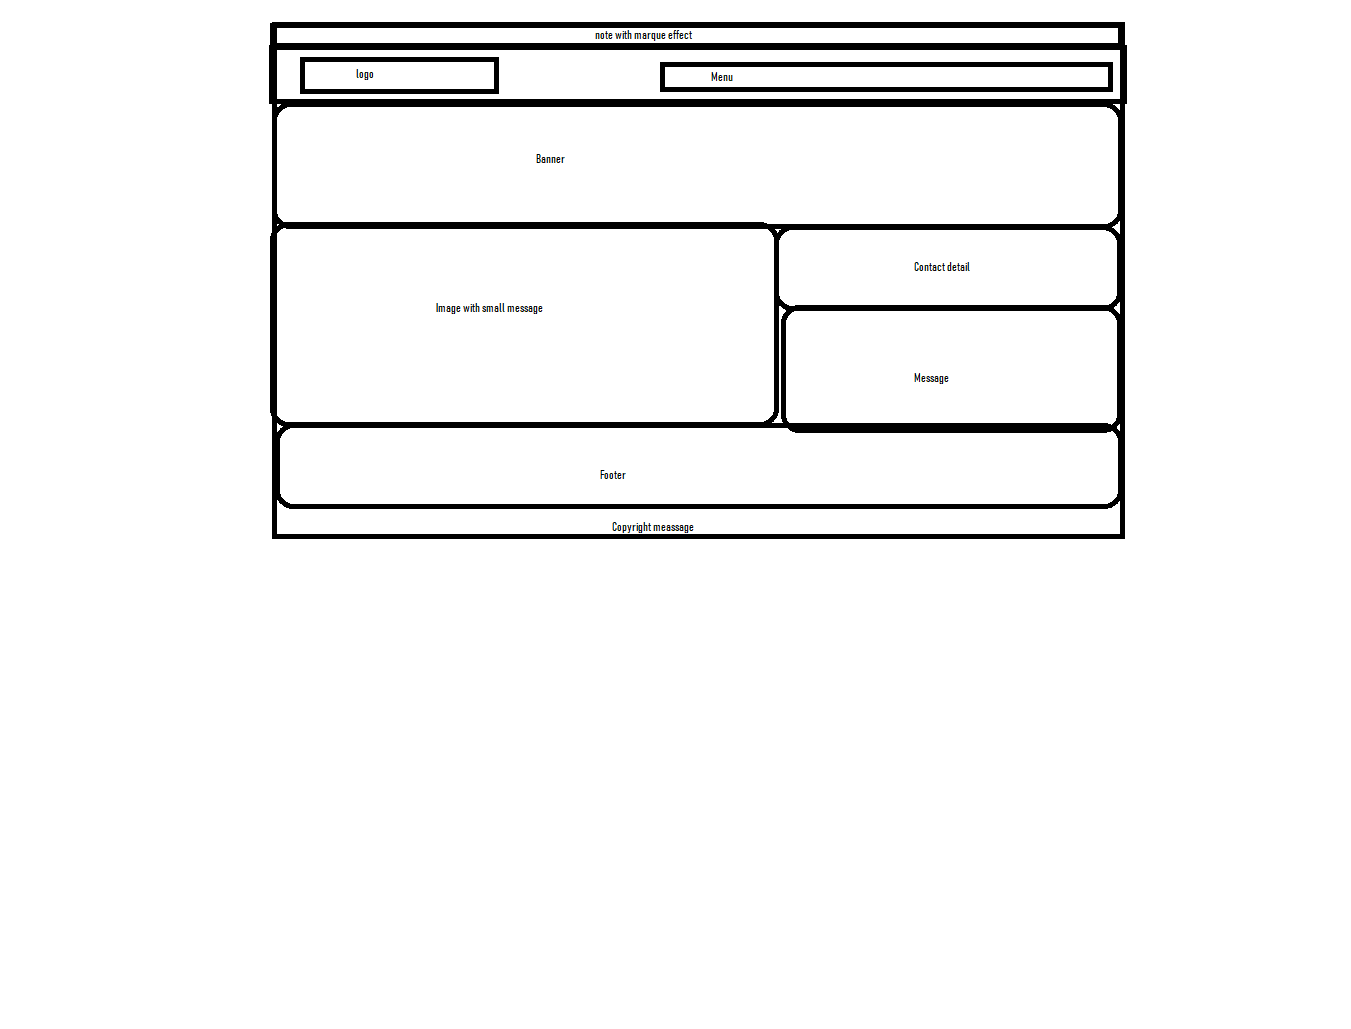 note with marque effect
logo
Menu
Banner
Image with small message
Contact detail
Message
Footer
Copyright meassage